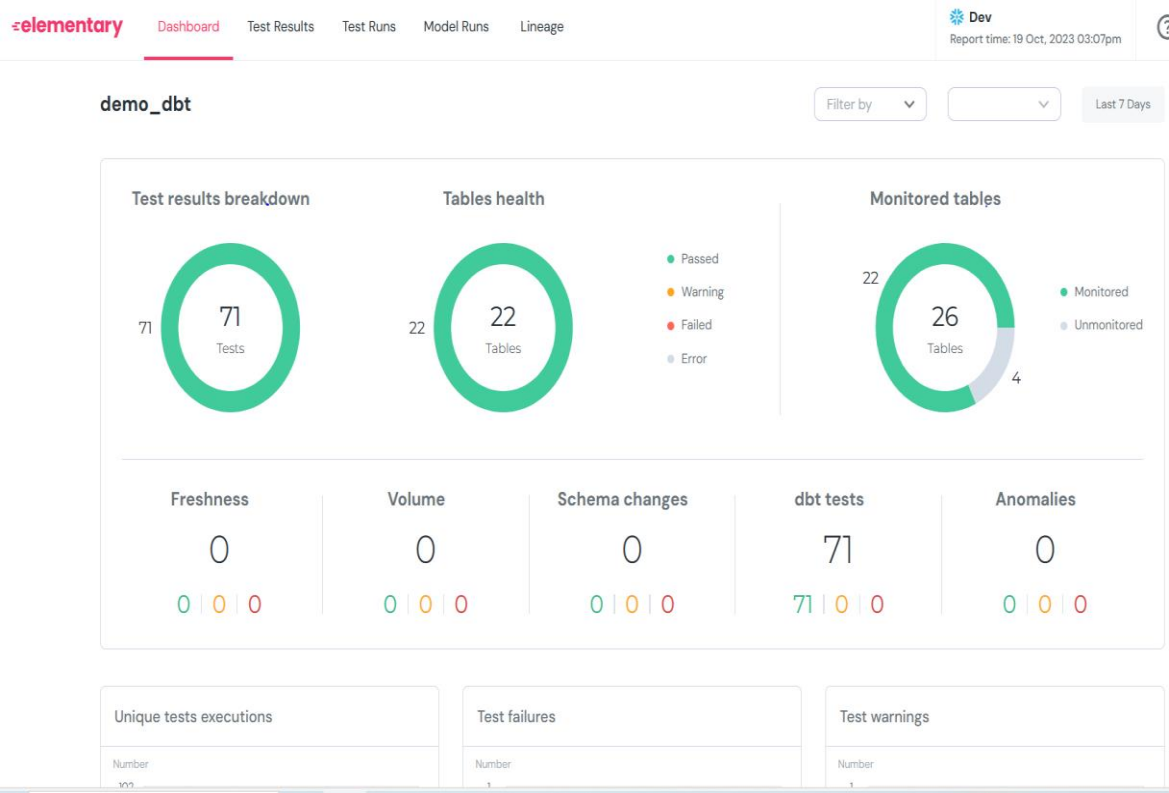 elementary Dashboard Test Results Test Runs Model Runs Lineage
Dev
Report time: 19 Oct, 2023 03:07pm
?
demo_dbt
Filter by
Last 7 Days
Test results breakdown
71
71
Tests
Tables health
22
22
Tables
Passed
Warning
Failed
Error
Monitored tables
22
26
Tables
4
Monitored
Unmonitored
Freshness
0
0 | 0 | 0
Volume
0
0 | 0 | 0
Schema changes
0
0 | 0 | 0
dbt tests
71
71 | 0 | 0
Anomalies
0
0 | 0 | 0
Unique tests executions
Number
Test failures
Number
Test warnings
Number